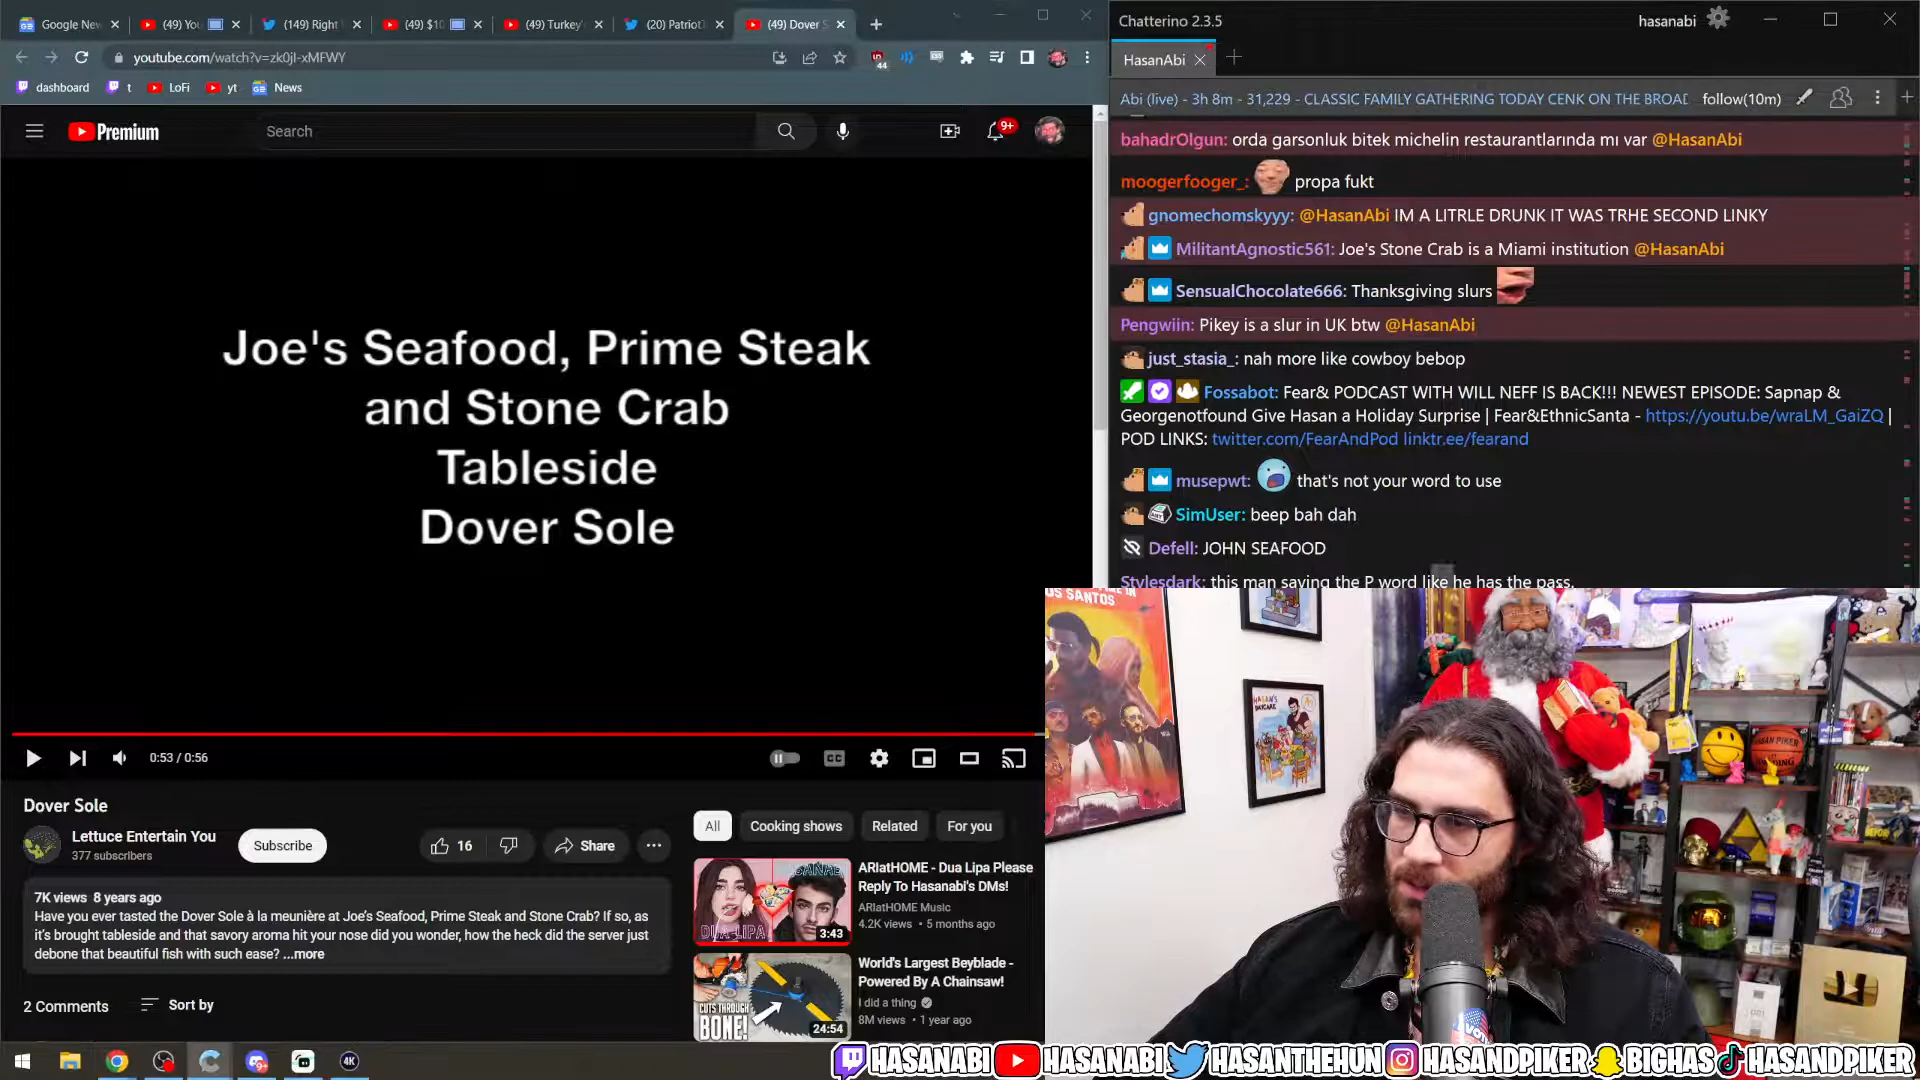 Google New
(49) You
(149) Right
(49) $10
(49) Turkey'
(20) Patriot
(49) Dover S
youtube.com/watch?v=zk0jI-xMFWY
44
dashboard
t
LoFi
yt
News
Premium
Search
9+
Joe's Seafood, Prime Steak
and Stone Crab
Tableside
Dover Sole
0:53 / 0:56
Dover Sole
Lettuce Entertain You
377 subscribers
Subscribe
16
Share
7K views 8 years ago
Have you ever tasted the Dover Sole à la meunière at Joe's Seafood, Prime Steak and Stone Crab? If so, as
it's brought tableside and that savory aroma hit your nose did you wonder, how the heck did the server just
debone that beautiful fish with such ease? ...more
2 Comments
Sort by
All
Cooking shows
Related
For you
ARIatHOME - Dua Lipa Please
Reply To Hasanabi's DMs!
ARIatHOME Music
4.2K views • 5 months ago
DUA LIPA
3:43
World's Largest Beyblade -
Powered By A Chainsaw!
I did a thing
8M views • 1 year ago
CUTS THROUGH
BONE!
24:54
Chatterino 2.3.5
hasanabi
HasanAbi
Abi (live) - 3h 8m - 31,229 - CLASSIC FAMILY GATHERING TODAY CENK ON THE BROAD
follow(10m)
bahadrOlgun: orda garsonluk bitek michelin restaurantlarında mı var @HasanAbi
moogerfooger_: propa fukt
gnomechomskyyy: @HasanAbi IM A LITRLE DRUNK IT WAS TRHE SECOND LINKY
MilitantAgnostic561: Joe's Stone Crab is a Miami institution @HasanAbi
SensualChocolate666: Thanksgiving slurs
Pengwiin: Pikey is a slur in UK btw @HasanAbi
just_stasia_: nah more like cowboy bebop
Fossabot: Fear& PODCAST WITH WILL NEFF IS BACK!!! NEWEST EPISODE: Sapnap &
Georgenotfound Give Hasan a Holiday Surprise | Fear&EthnicSanta - https://youtu.be/wraLM_GaiZQ |
POD LINKS: twitter.com/FearAndPod linktr.ee/fearand
musepwt: that's not your word to use
SimUser: beep bah dah
Defell: JOHN SEAFOOD
Stylesdark: this man saying the P word like he has the pass.
OS SANTOS
HASAN PIKER
VOTE
4K
HASANABI
HASANABI
HASANTHEHUN
HASANDPIKER
BIGHAS
HASANDPIKER